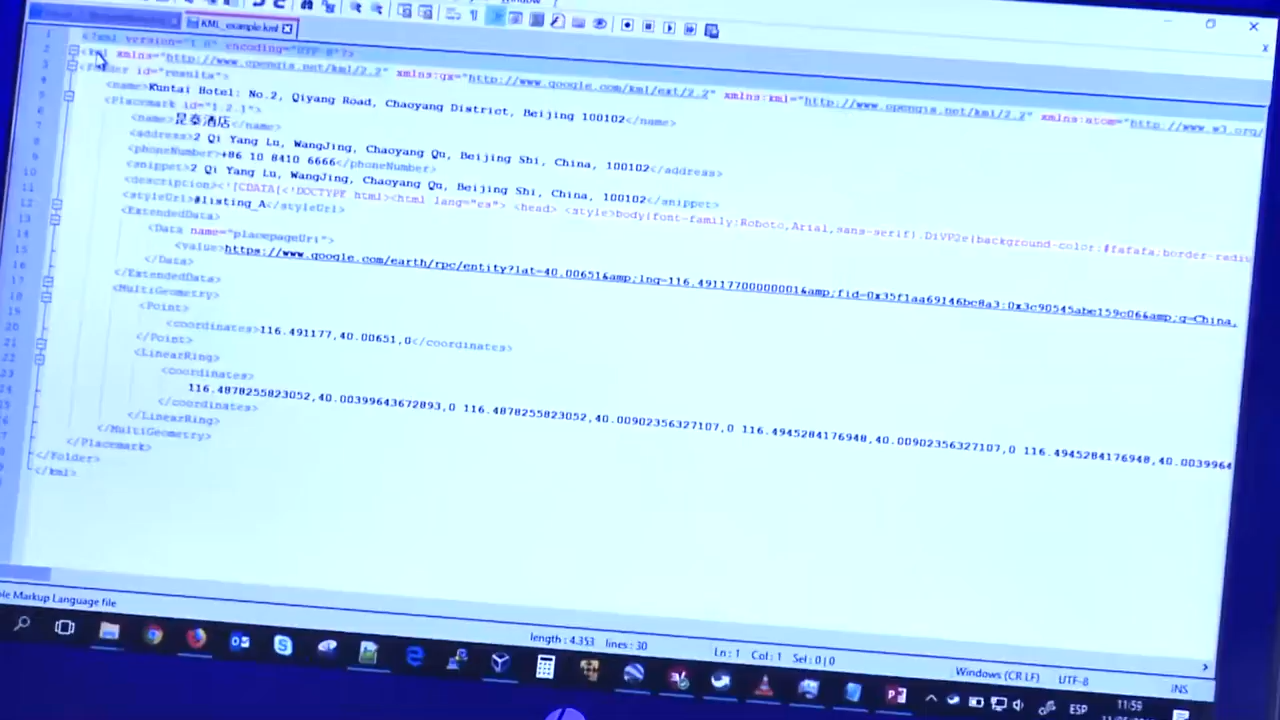 KML_example.kml
<?xml version="1.0" encoding="UTF-8"?>
<kml xmlns="http://www.opengis.net/kml/2.2" xmlns:gx="http://www.google.com/kml/ext/2.2" xmlns:kml="http://www.opengis.net/kml/2.2" xmlns:atom="http://www.w3.org/
<Folder id="results">
<name>Kuntai Hotel: No.2, Qiyang Road, Chaoyang District, Beijing 100102</name>
<Placemark id="1.2.1">
<name>昆泰酒店</name>
<address>2 Qi Yang Lu, WangJing, Chaoyang Qu, Beijing Shi, China, 100102</address>
<phoneNumber>+86 10 8410 6666</phoneNumber>
<snippet>2 Qi Yang Lu, WangJing, Chaoyang Qu, Beijing Shi, China, 100102</snippet>
<description><![CDATA[<!DOCTYPE html><html lang="es"> <head> <style>body{font-family:Roboto,Arial,sans-serif}.DiVP2e{background-color:#fafafa;border-radiu
<styleUrl>#listing_A</styleUrl>
<ExtendedData>
<Data name="placepageUri">
<value>https://www.google.com/earth/rpc/entity?lat=40.00651&amp;lng=116.49117700000001&amp;fid=0x35f1aa69146bc8a3:0x3c90545abe159c06&amp;q=China,
</Data>
</ExtendedData>
<MultiGeometry>
<Point>
<coordinates>116.491177,40.00651,0</coordinates>
</Point>
<LinearRing>
<coordinates>
116.4878255823052,40.00399643672893,0 116.4878255823052,40.00902356327107,0 116.4945284176948,40.00902356327107,0 116.4945284176948,40.0039964
</coordinates>
</LinearRing>
</MultiGeometry>
</Placemark>
</Folder>
</kml>
Markup Language file
length : 4.353 lines : 30
Ln : 1 Col : 1 Sel : 0 | 0
Windows (CR LF)
UTF-8
INS
ESP
11:59